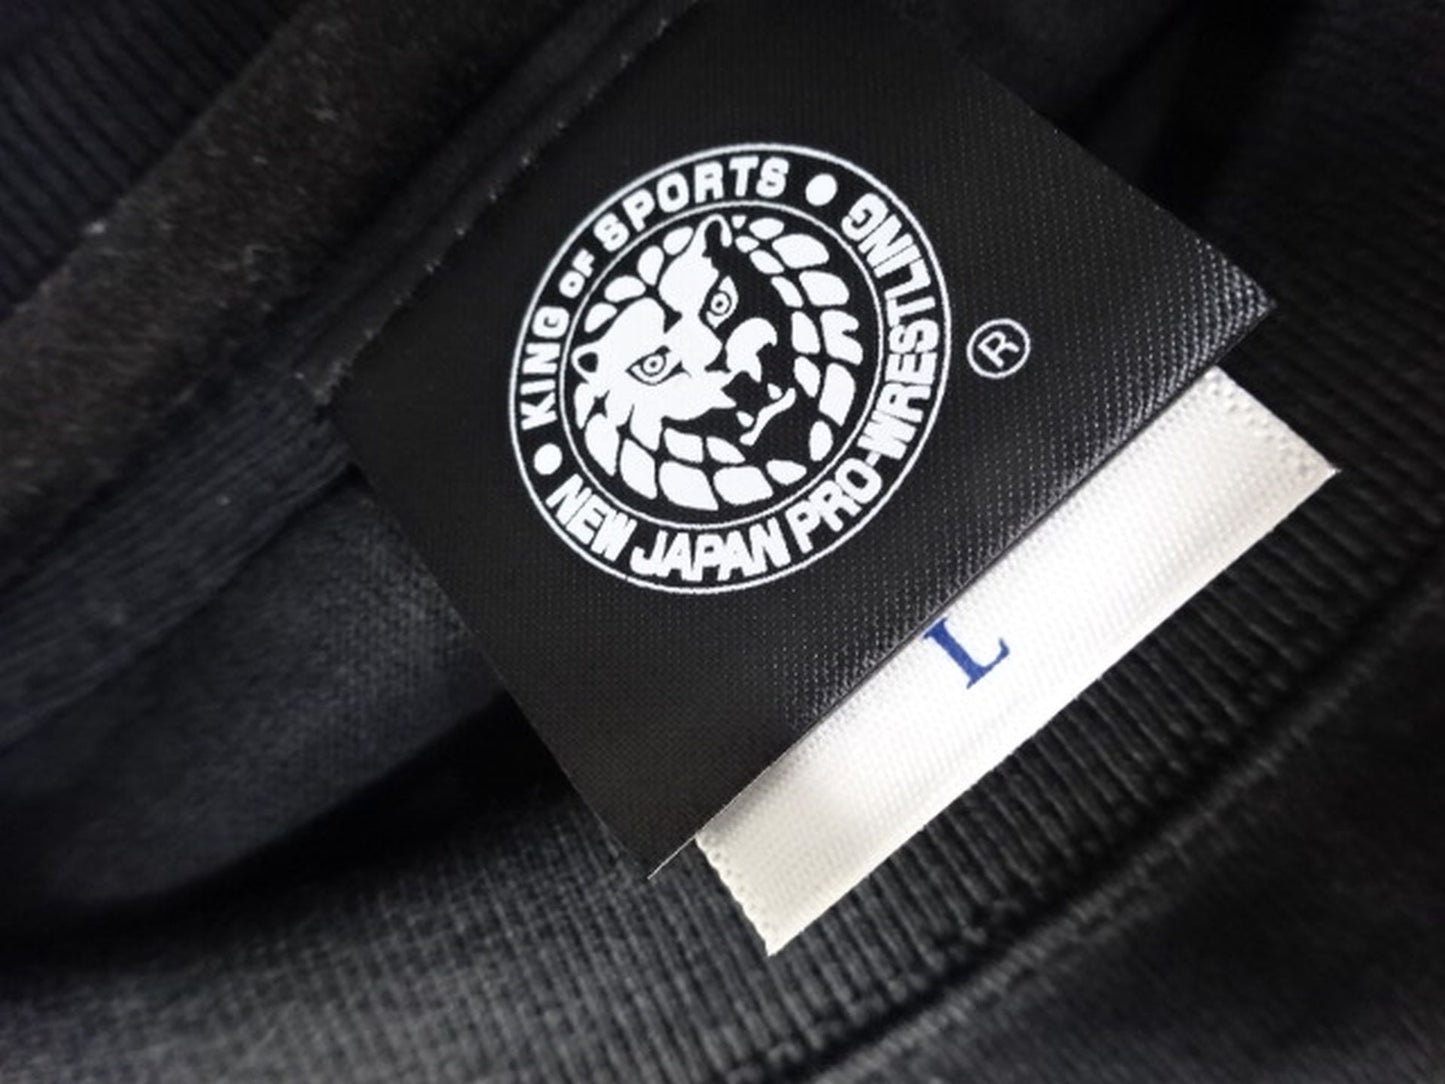 KING OF SPORTS
NEW JAPAN PRO-WRESTLING
®
L